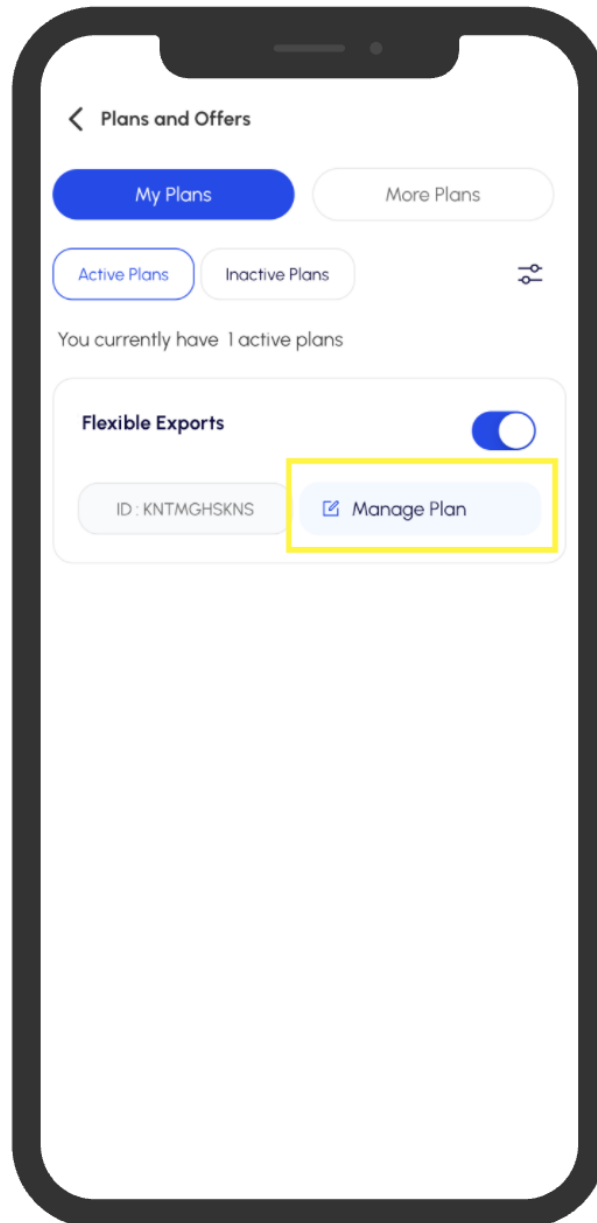 Plans and Offers
My Plans More Plans
Active Plans Inactive Plans
You currently have 1 active plans
Flexible Exports
ID : KNTMGHSKNS Manage Plan